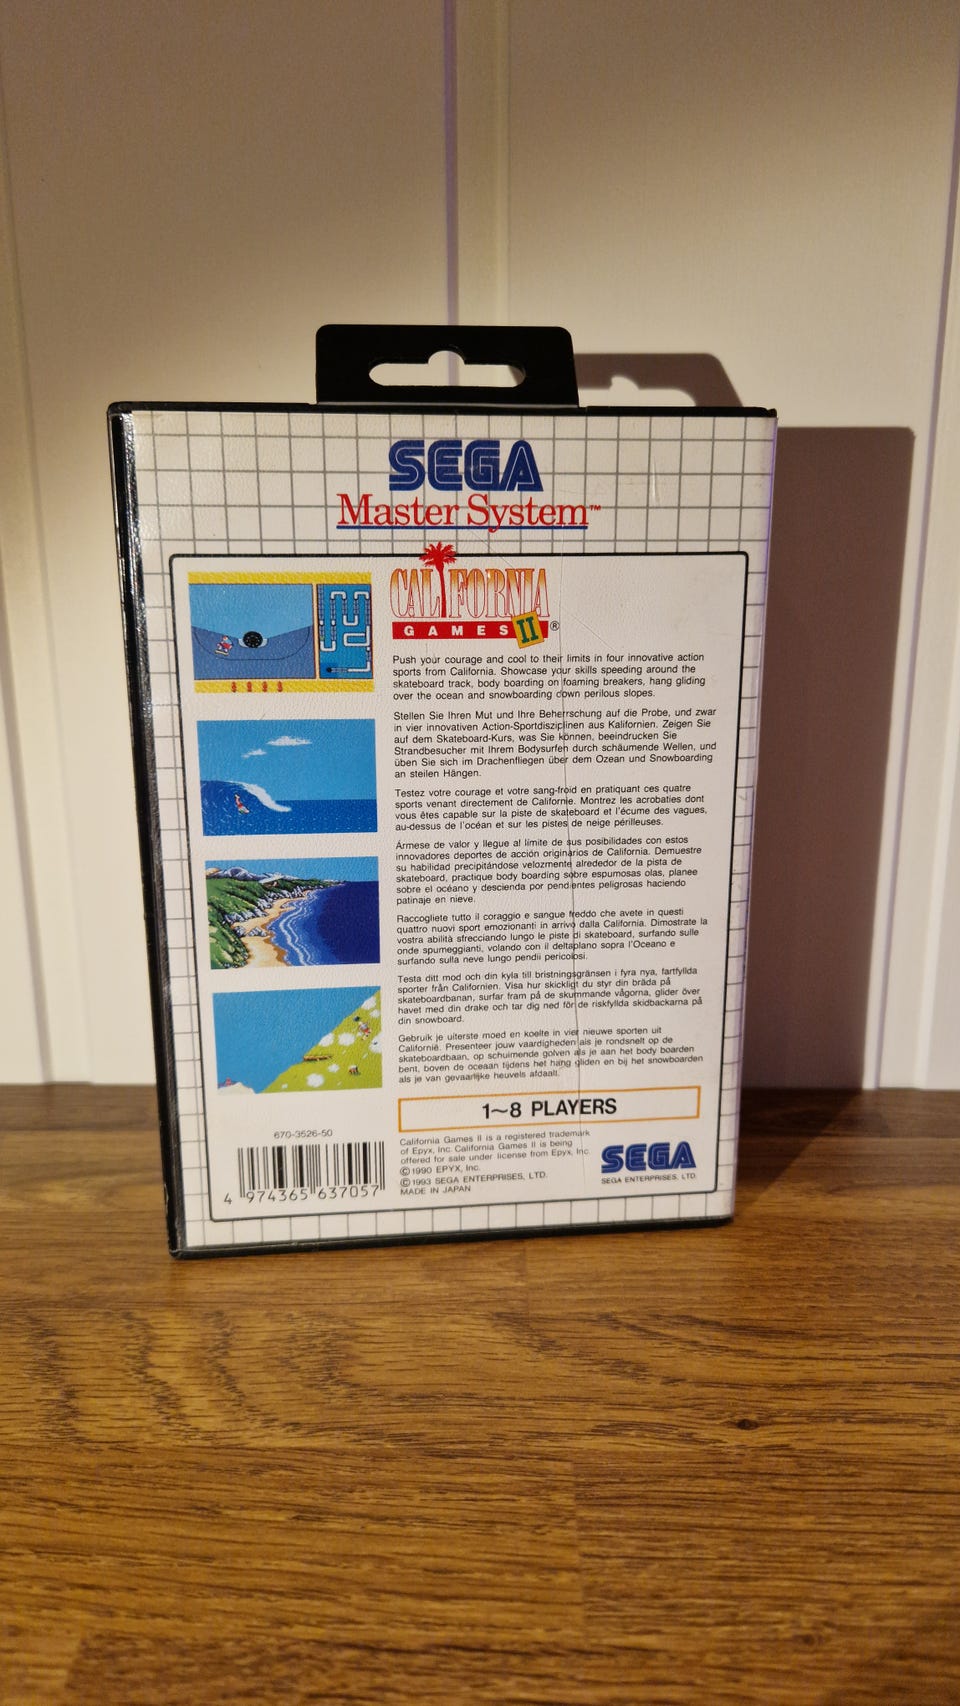 SEGA
Master System™
CALIFORNIA
GAMES II®
Push your courage and cool to their limits in four innovative action
sports from California. Showcase your skills speeding around the
skateboard track, body boarding on foaming breakers, hang gliding
over the ocean and snowboarding down perilous slopes.
Stellen Sie Ihren Mut und Ihre Beherrschung auf die Probe, und zwar
in vier innovativen Action-Sportdisziplinen aus Kalifornien. Zeigen Sie
auf dem Skateboard-Kurs, was Sie können, beeindrucken Sie
Strandbesucher mit Ihrem Bodysurfen durch schäumende Wellen, und
üben Sie sich im Drachenfliegen über dem Ozean und Snowboarding
an steilen Hängen.
Testez votre courage et votre sang-froid en pratiquant ces quatre
sports venant directement de Californie. Montrez les acrobaties dont
vous êtes capable sur la piste de skateboard et l'écume des vagues,
au-dessus de l'océan et sur les pistes de neige périlleuses.
Ármese de valor y llegue al límite de sus posibilidades con estos
innovadores deportes de acción originarios de California. Demuestre
su habilidad precipitándose velozmente alrededor de la pista de
skateboard, practique body boarding sobre espumosas olas, planee
sobre el océano y descienda por pendientes peligrosas haciendo
patinaje en nieve.
Raccogliete tutto il coraggio e sangue freddo che avete in questi
quattro nuovi sport emozionanti in arrivo dalla California. Dimostrate la
vostra abilità sfrecciando lungo le piste di skateboard, surfando sulle
onde spumeggianti, volando con il deltaplano sopra l'Oceano e
surfando sulla neve lungo pendii pericolosi.
Testa ditt mod och din kyla till bristningsgränsen i fyra nya, fartfyllda
sporter från Californien. Visa hur skickligt du styr din bräda på
skateboardbanan, surfar fram på de skummande vågorna, glider över
havet med din drake och tar dig ned för de riskfyllda skidbackarna på
din snowboard.
Gebruik je uiterste moed en koelte in vier nieuwe sporten uit
Californië. Presenteer jouw vaardigheden als je rondsnelt op de
skateboardbaan, op schuimende golven als je aan het body boarden
bent, boven de oceaan tijdens het hang gliden en bij het snowboarden
als je van gevaarlijke heuvels afdaalt.
1~8 PLAYERS
670-3526-50
4 974365 637057
California Games II is a registered trademark
of Epyx, Inc. California Games II is being
offered for sale under license from Epyx, Inc.
©1990 EPYX, Inc.
©1993 SEGA ENTERPRISES, LTD.
MADE IN JAPAN
SEGA
SEGA ENTERPRISES, LTD.